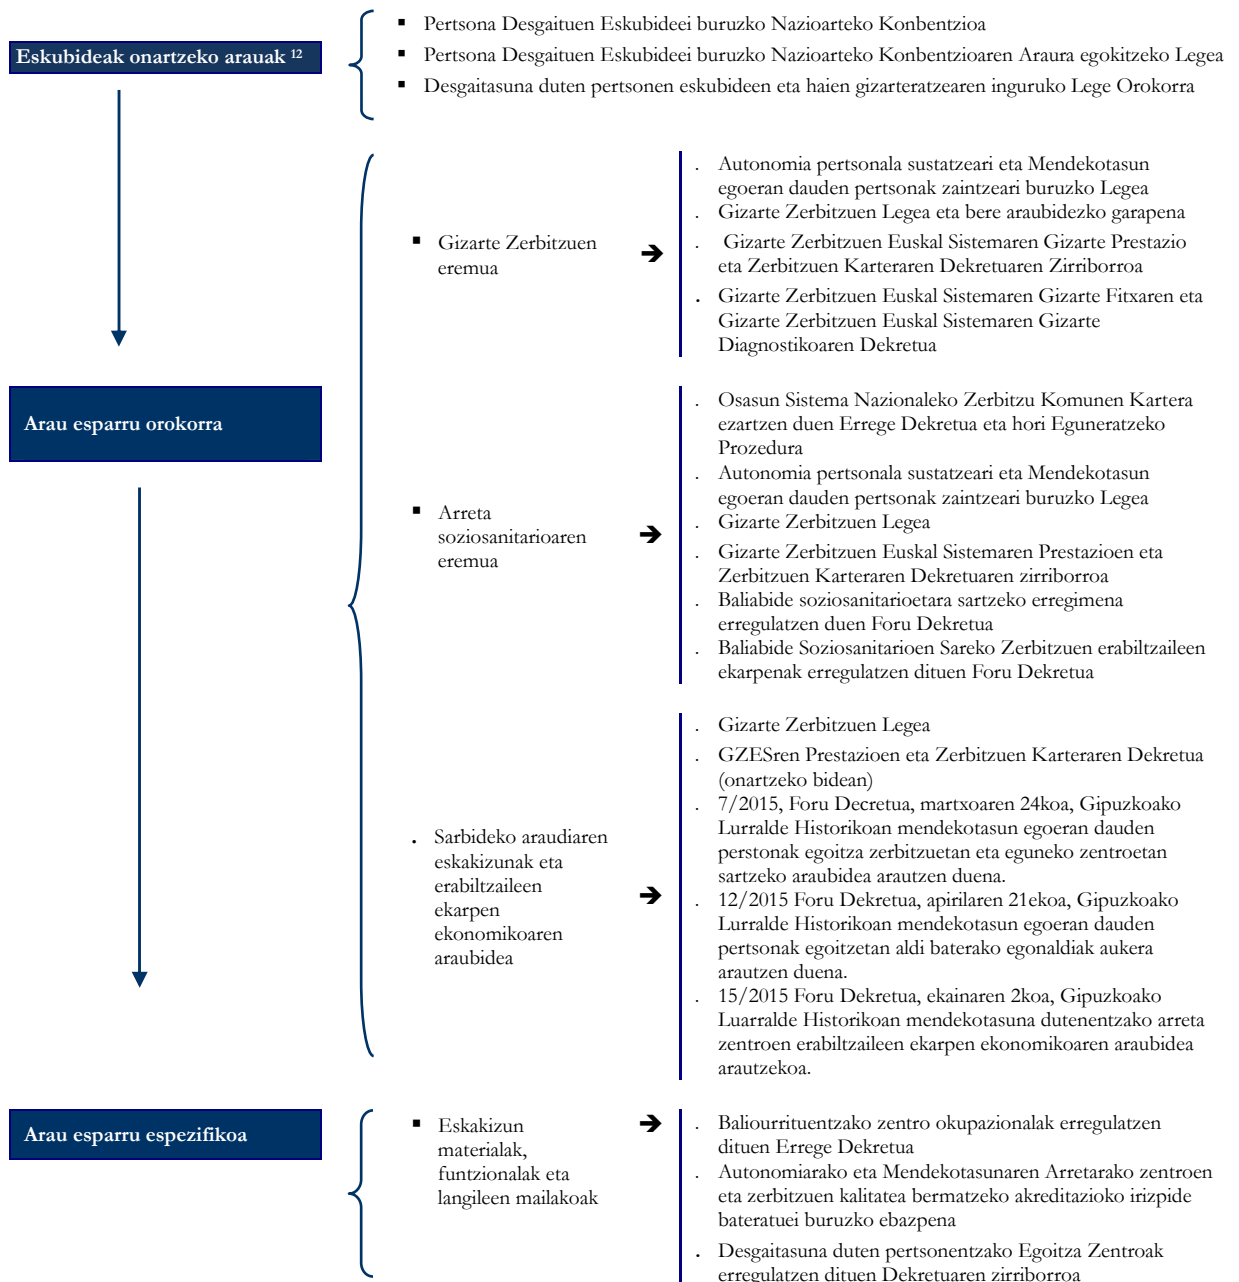 Eskubideak onartzeko arauak 12
▪ Pertsona Desgaituen Eskubideei buruzko Nazioarteko Konbentzioa
▪ Pertsona Desgaituen Eskubideei buruzko Nazioarteko Konbentzioaren Araura egokitzeko Legea
▪ Desgaitasuna duten pertsonen eskubideen eta haien gizarteratzearen inguruko Lege Orokorra
Arau esparru orokorra
▪ Gizarte Zerbitzuen
eremua
➔
. Autonomia pertsonala sustatzeari eta Mendekotasun
egoeran dauden pertsonak zaintzeari buruzko Legea
. Gizarte Zerbitzuen Legea eta bere araubidezko garapena
. Gizarte Zerbitzuen Euskal Sistemaren Gizarte Prestazio
eta Zerbitzuen Karteraren Dekretuaren Zirriborroa
. Gizarte Zerbitzuen Euskal Sistemaren Gizarte Fitxaren eta
Gizarte Zerbitzuen Euskal Sistemaren Gizarte
Diagnostikoaren Dekretua
▪ Arreta
soziosanitarioaren
eremua
➔
. Osasun Sistema Nazionaleko Zerbitzu Komunen Kartera
ezartzen duen Errege Dekretua eta hori Eguneratzeko
Prozedura
. Autonomia pertsonala sustatzeari eta Mendekotasun
egoeran dauden pertsonak zaintzeari buruzko Legea
. Gizarte Zerbitzuen Legea
. Gizarte Zerbitzuen Euskal Sistemaren Prestazioen eta
Zerbitzuen Karteraren Dekretuaren zirriborroa
. Baliabide soziosanitarioetara sartzeko erregimena
erregulatzen duen Foru Dekretua
. Baliabide Soziosanitarioen Sareko Zerbitzuen erabiltzaileen
ekarpenak erregulatzen dituen Foru Dekretua
. Sarbideko araudiaren
eskakizunak eta
erabiltzaileen
ekarpen
ekonomikoaren
araubidea
➔
. Gizarte Zerbitzuen Legea
. GZESren Prestazioen eta Zerbitzuen Karteraren Dekretua
(onartzeko bidean)
. 7/2015, Foru Decretua, martxoaren 24koa, Gipuzkoako
Lurralde Historikoan mendekotasun egoeran dauden
perstonak egoitza zerbitzuetan eta eguneko zentroetan
sartzeko araubidea arautzen duena.
. 12/2015 Foru Dekretua, apirilaren 21ekoa, Gipuzkoako
Lurralde Historikoan mendekotasun egoeran dauden
pertsonak egoitzetan aldi baterako egonaldiak aukera
arautzen duena.
. 15/2015 Foru Dekretua, ekainaren 2koa, Gipuzkoako
Luarralde Historikoan mendekotasuna dutenentzako arreta
zentroen erabiltzaileen ekarpen ekonomikoaren araubidea
arautzekoa.
Arau esparru espezifikoa
▪ Eskakizun
materialak,
funtzionalak eta
langileen mailakoak
➔
. Baliourrituentzako zentro okupazionalak erregulatzen
dituen Errege Dekretua
. Autonomiarako eta Mendekotasunaren Arretarako zentroen
eta zerbitzuen kalitatea bermatzeko akreditazioko irizpide
bateratuei buruzko ebazpena
. Desgaitasuna duten pertsonentzako Egoitza Zentroak
erregulatzen dituen Dekretuaren zirriborroa